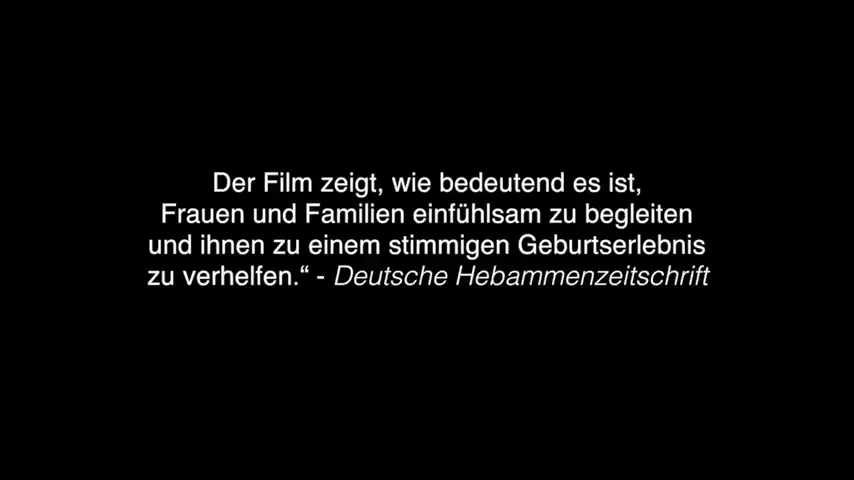 Der Film zeigt, wie bedeutend es ist,
Frauen und Familien einfühlsam zu begleiten
und ihnen zu einem stimmigen Geburtserlebnis
zu verhelfen.“ - Deutsche Hebammenzeitschrift